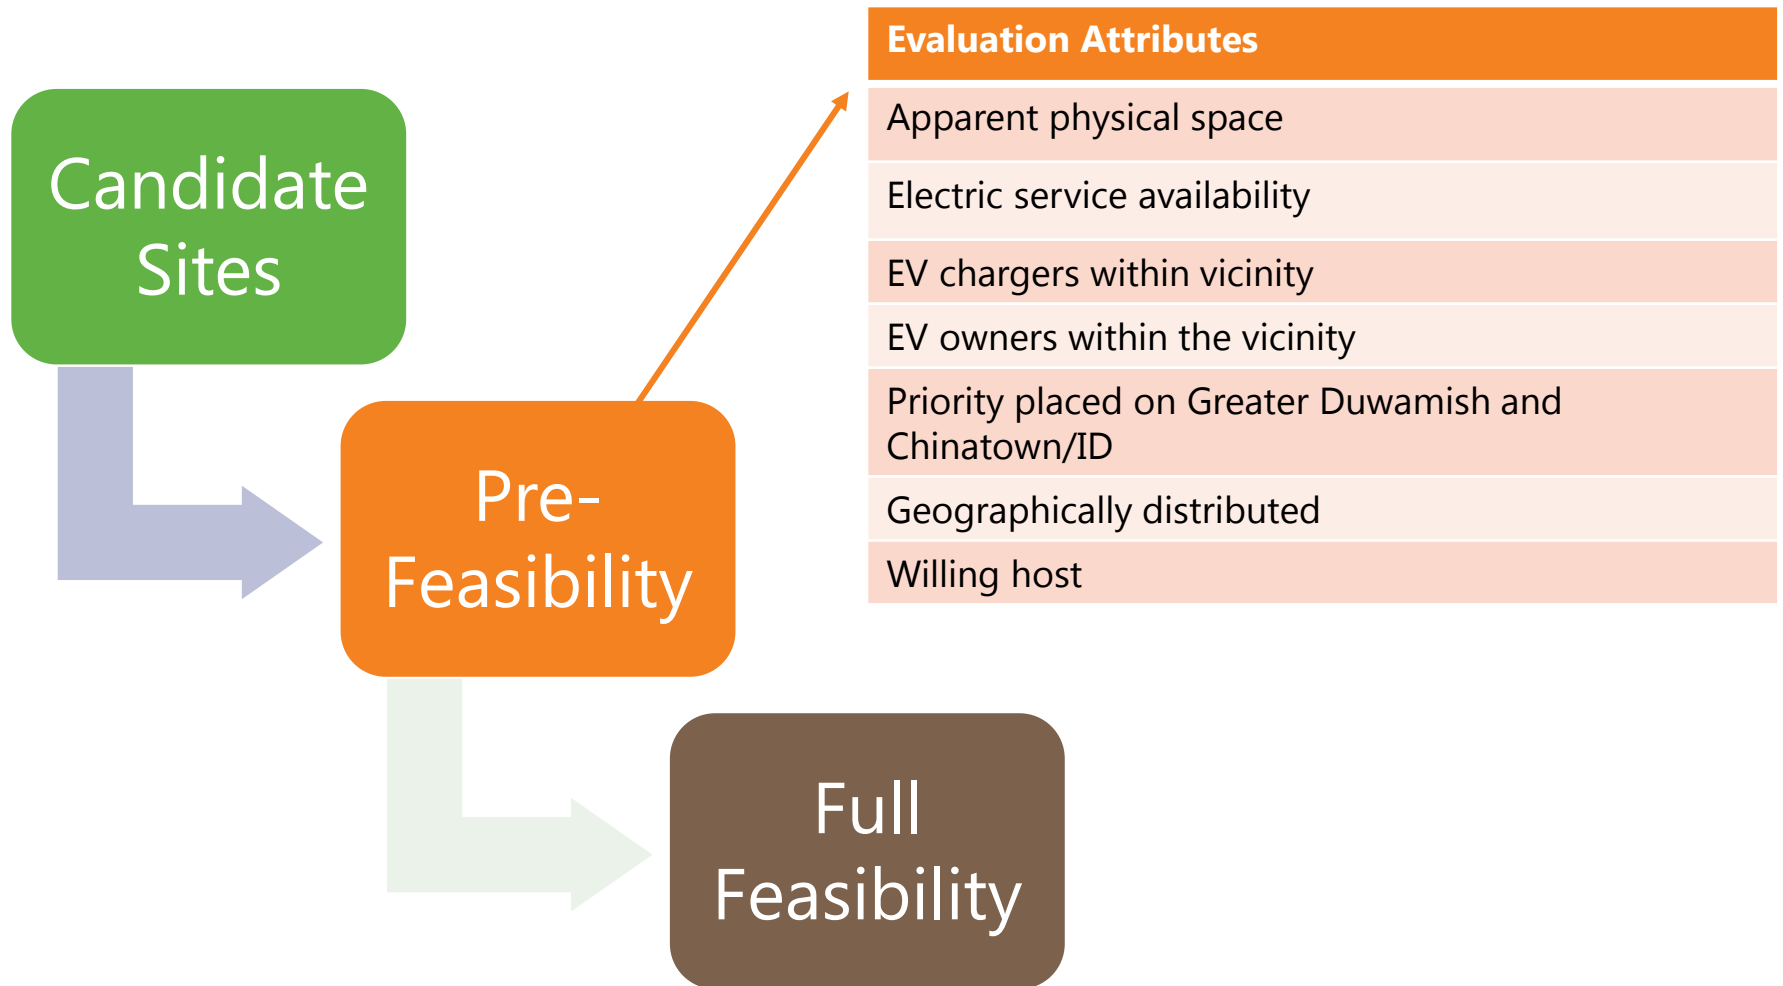 Candidate
Sites
Pre-
Feasibility
Full
Feasibility
Evaluation Attributes
Apparent physical space
Electric service availability
EV chargers within vicinity
EV owners within the vicinity
Priority placed on Greater Duwamish and
Chinatown/ID
Geographically distributed
Willing host